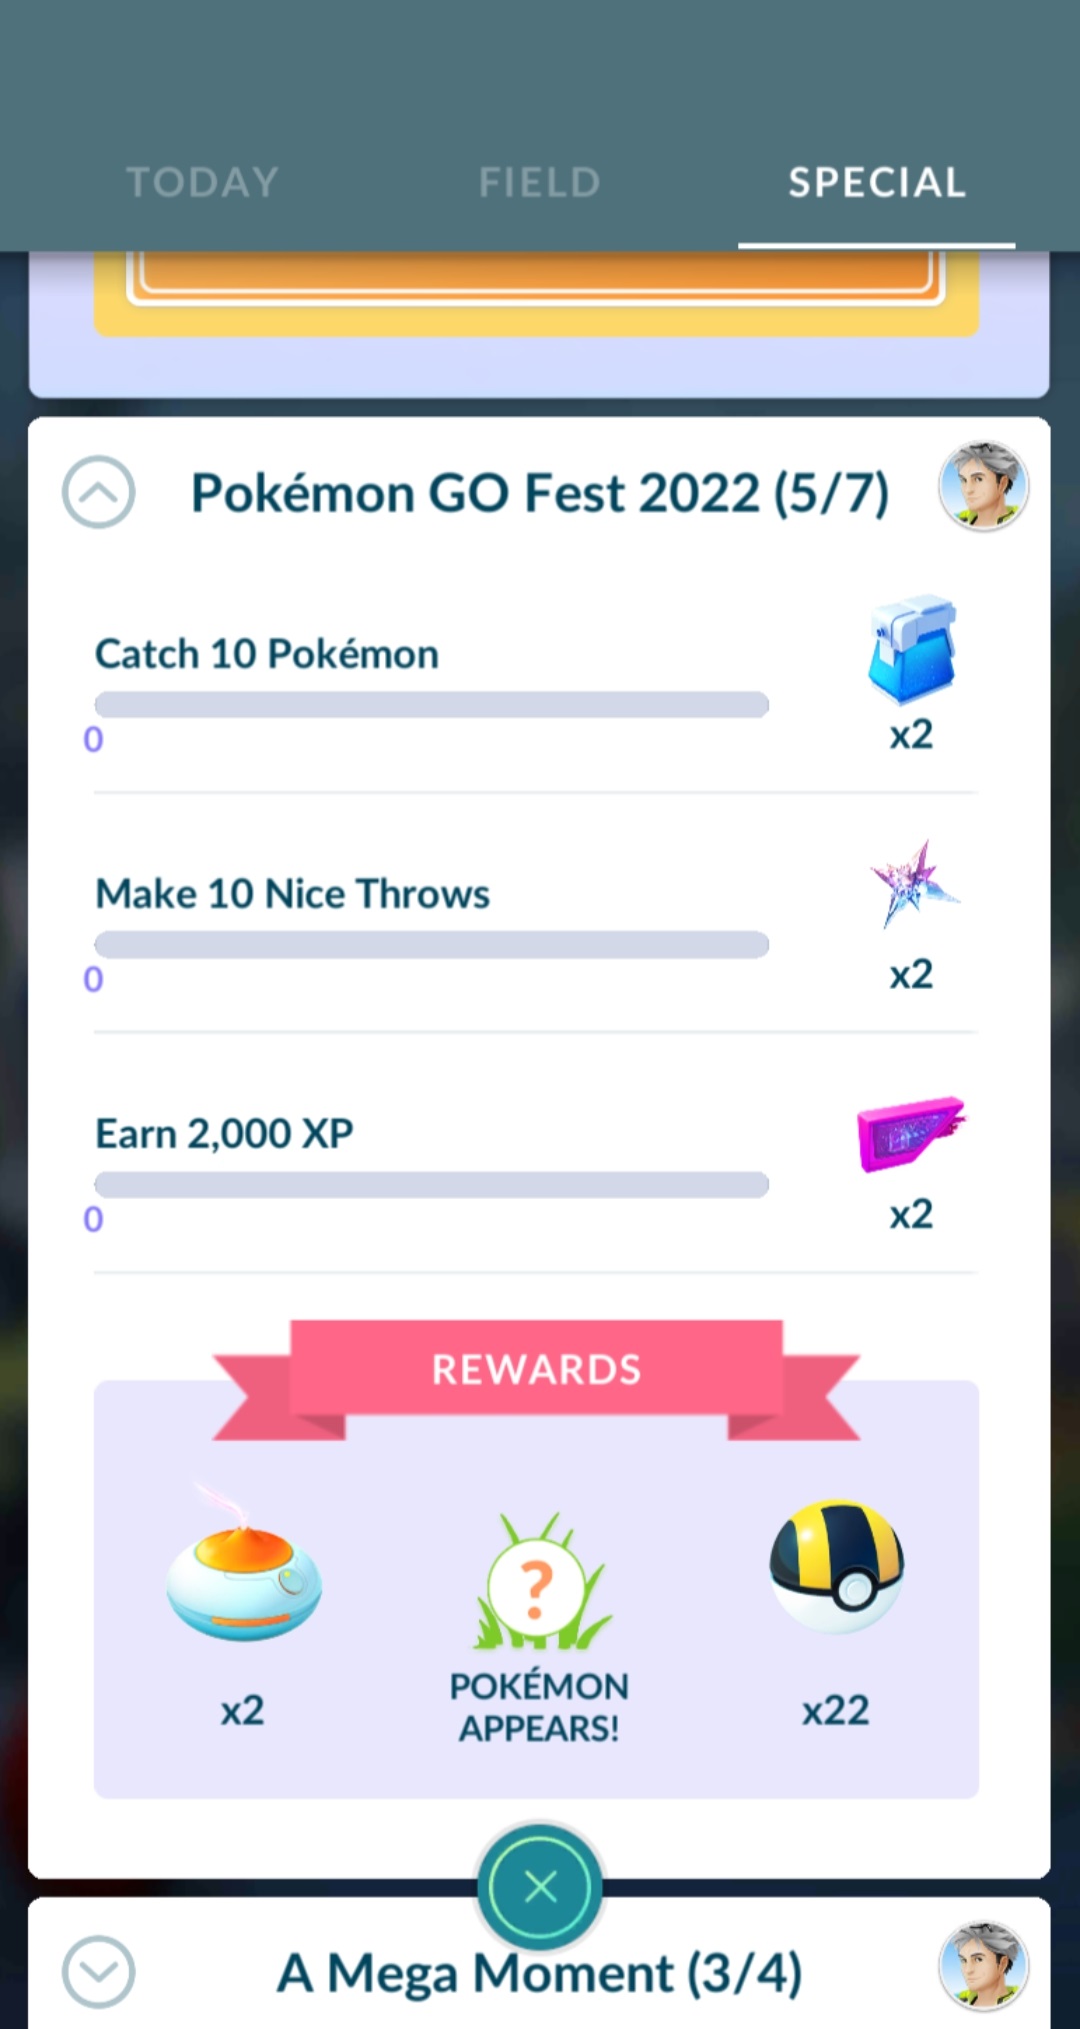 TODAY
FIELD
SPECIAL
Pokémon GO Fest 2022 (5/7)
Catch 10 Pokémon
0
x2
Make 10 Nice Throws
0
x2
Earn 2,000 XP
0
x2
REWARDS
?
x2
POKÉMON
APPEARS!
x22
A Mega Moment (3/4)